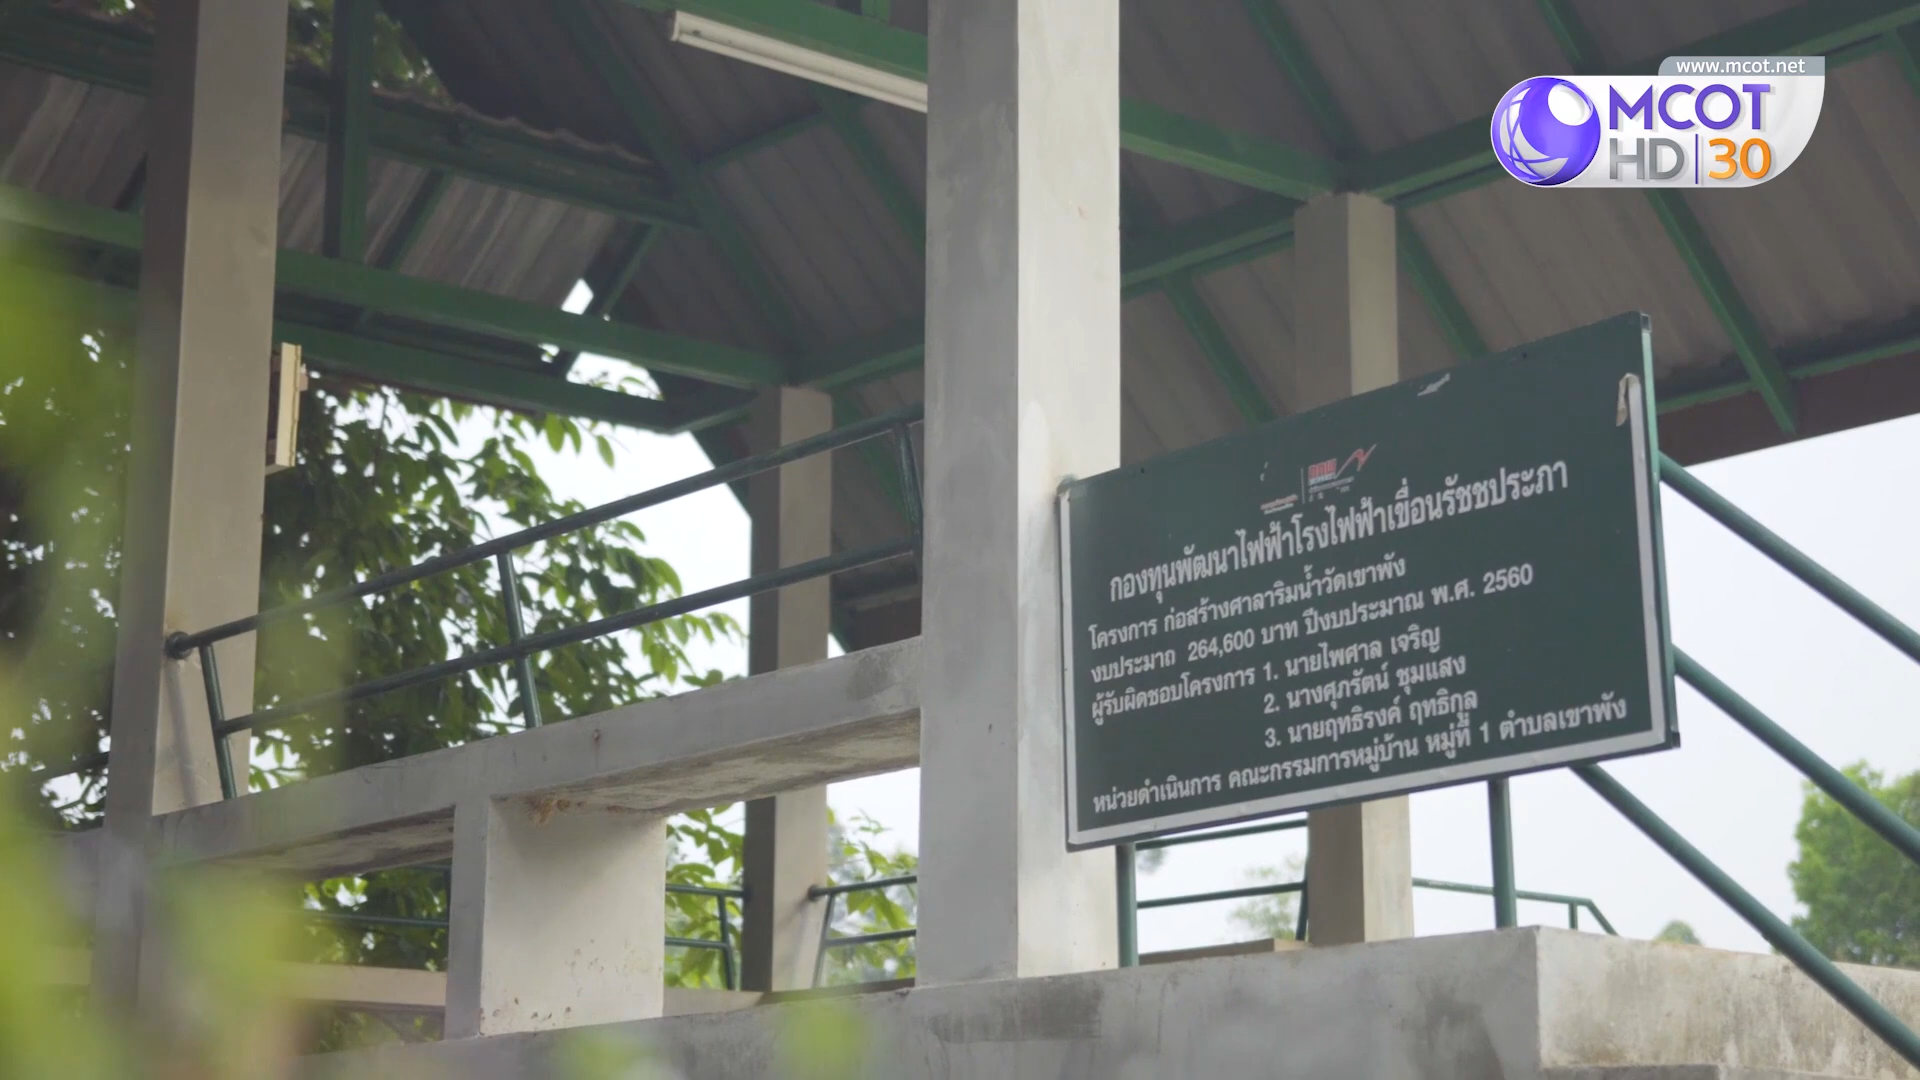 www.mcot.net
MCOT
HD 30
กองทุนพัฒนาไฟฟ้าโรงไฟฟ้าเขื่อนรัชชประภา
โครงการ ก่อสร้างศาลาริมน้ำวัดเขาพัง
งบประมาถ 264,600 บาท ปีงบประมาณ พ.ศ. 2560
ผู้รับผิดชอบโครงการ 1. นายไพศาล เจริญ
2. นางศุภรัตน์ ชุมแสง
3. นายฤทธิรงค์ ฤทธิกุล
หน่วยดำเนินการ คณะกรรมการหมู่บ้าน หมู่ที่ 1 ตำบลเขาพัง